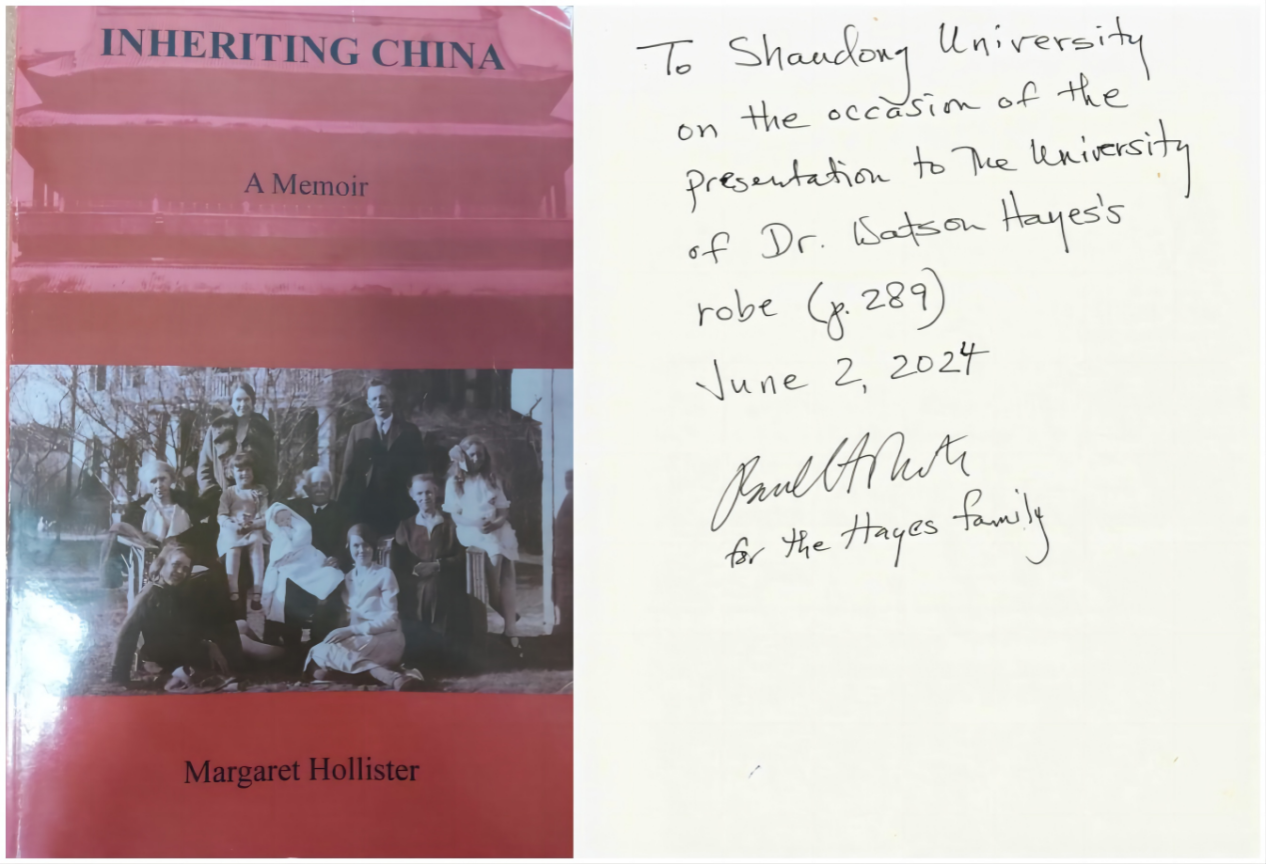 INHERITING CHINA
A Memoir
Margaret Hollister
To Shandong University
on the occasion of the
presentation to The University
of Dr. Watson Hayes's
robe (p. 289)
June 2, 2024
for the Hayes family